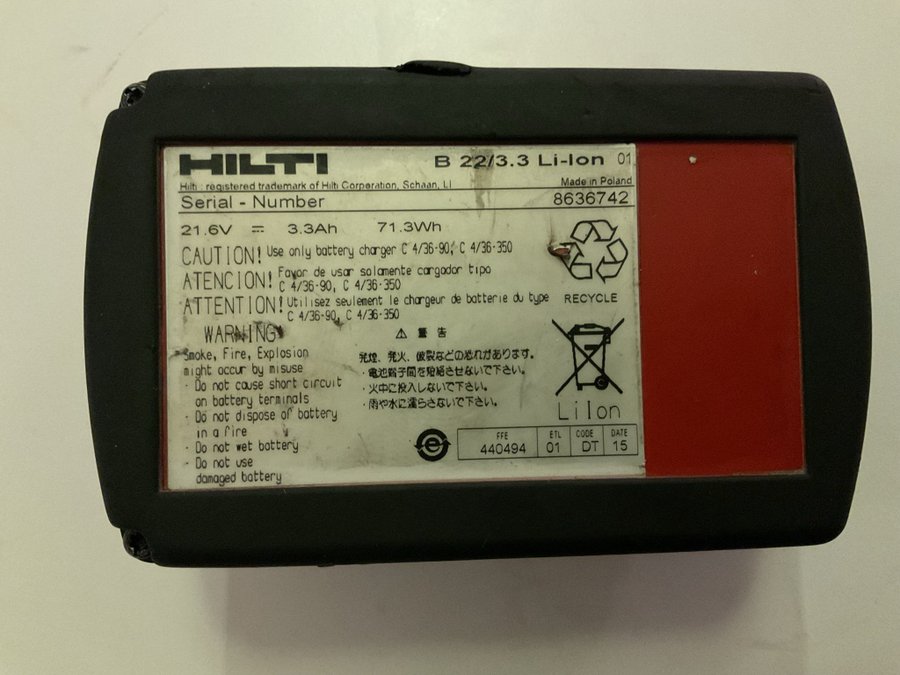 HILTI
B 22/3.3 Li-Ion 01
Hilti : registered trademark of Hilti Corporation, Schaan, LI
Made in Poland
Serial - Number
8636742
21.6V ⎓ 3.3Ah 71.3Wh
CAUTION! Use only battery charger C 4/36-90, C 4/36-350
ATENCION! Favor de usar solamente cargador tipo
C 4/36-90, C 4/36-350
ATTENTION! Utilisez seulement le chargeur de batterie du type
C 4/36-90, C 4/36-350
RECYCLE
WARNING
Smoke, Fire, Explosion
might occur by misuse
· Do not cause short circuit
on battery terminals
· Do not dispose of battery
in a fire
· Do not wet battery
· Do not use
damaged battery
⚠ 警告
発煙、発火、破裂などの恐れがあります。
・電池端子間を短絡させないで下さい。
・火中に投入しないで下さい。
・雨や水に濡らさないで下さい。
LiIon
FFE ETL CODE DATE
440494 01 DT 15